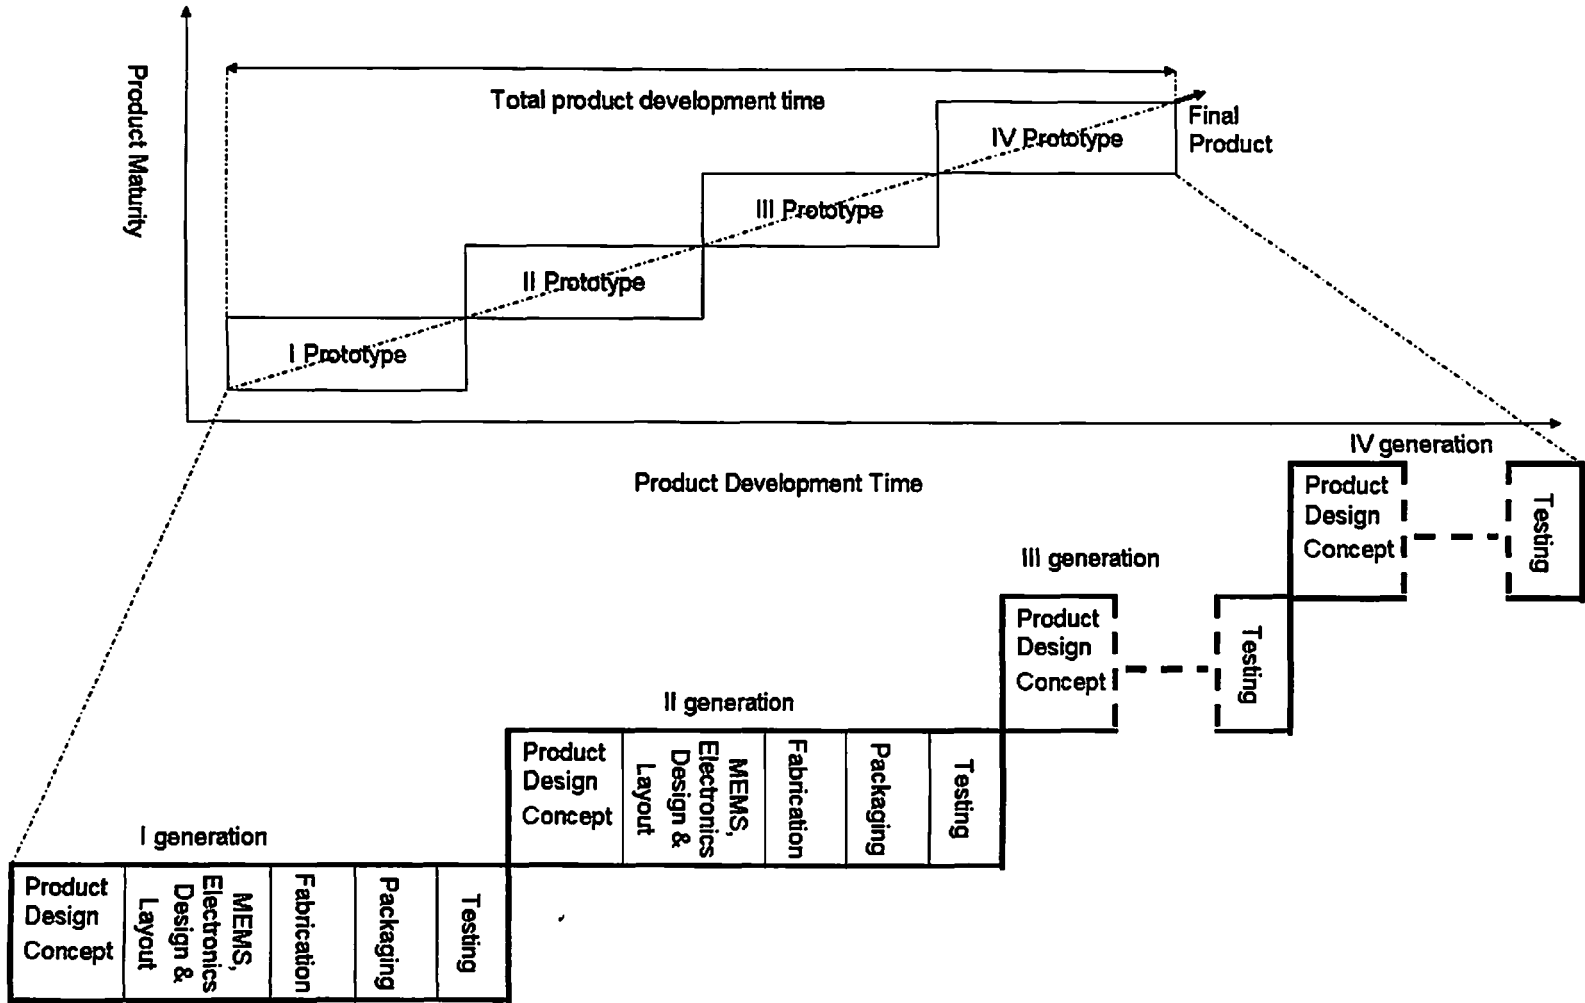 Product Maturity
Total product development time
IV Prototype
Final
Product
III Prototype
II Prototype
I Prototype
Product Development Time
IV generation
Product
Design
Concept
Testing
III generation
Product
Design
Concept
Testing
II generation
Product
Design
Concept
MEMS,
Electronics
Design &
Layout
Fabrication
Packaging
Testing
I generation
Product
Design
Concept
MEMS,
Electronics
Design &
Layout
Fabrication
Packaging
Testing